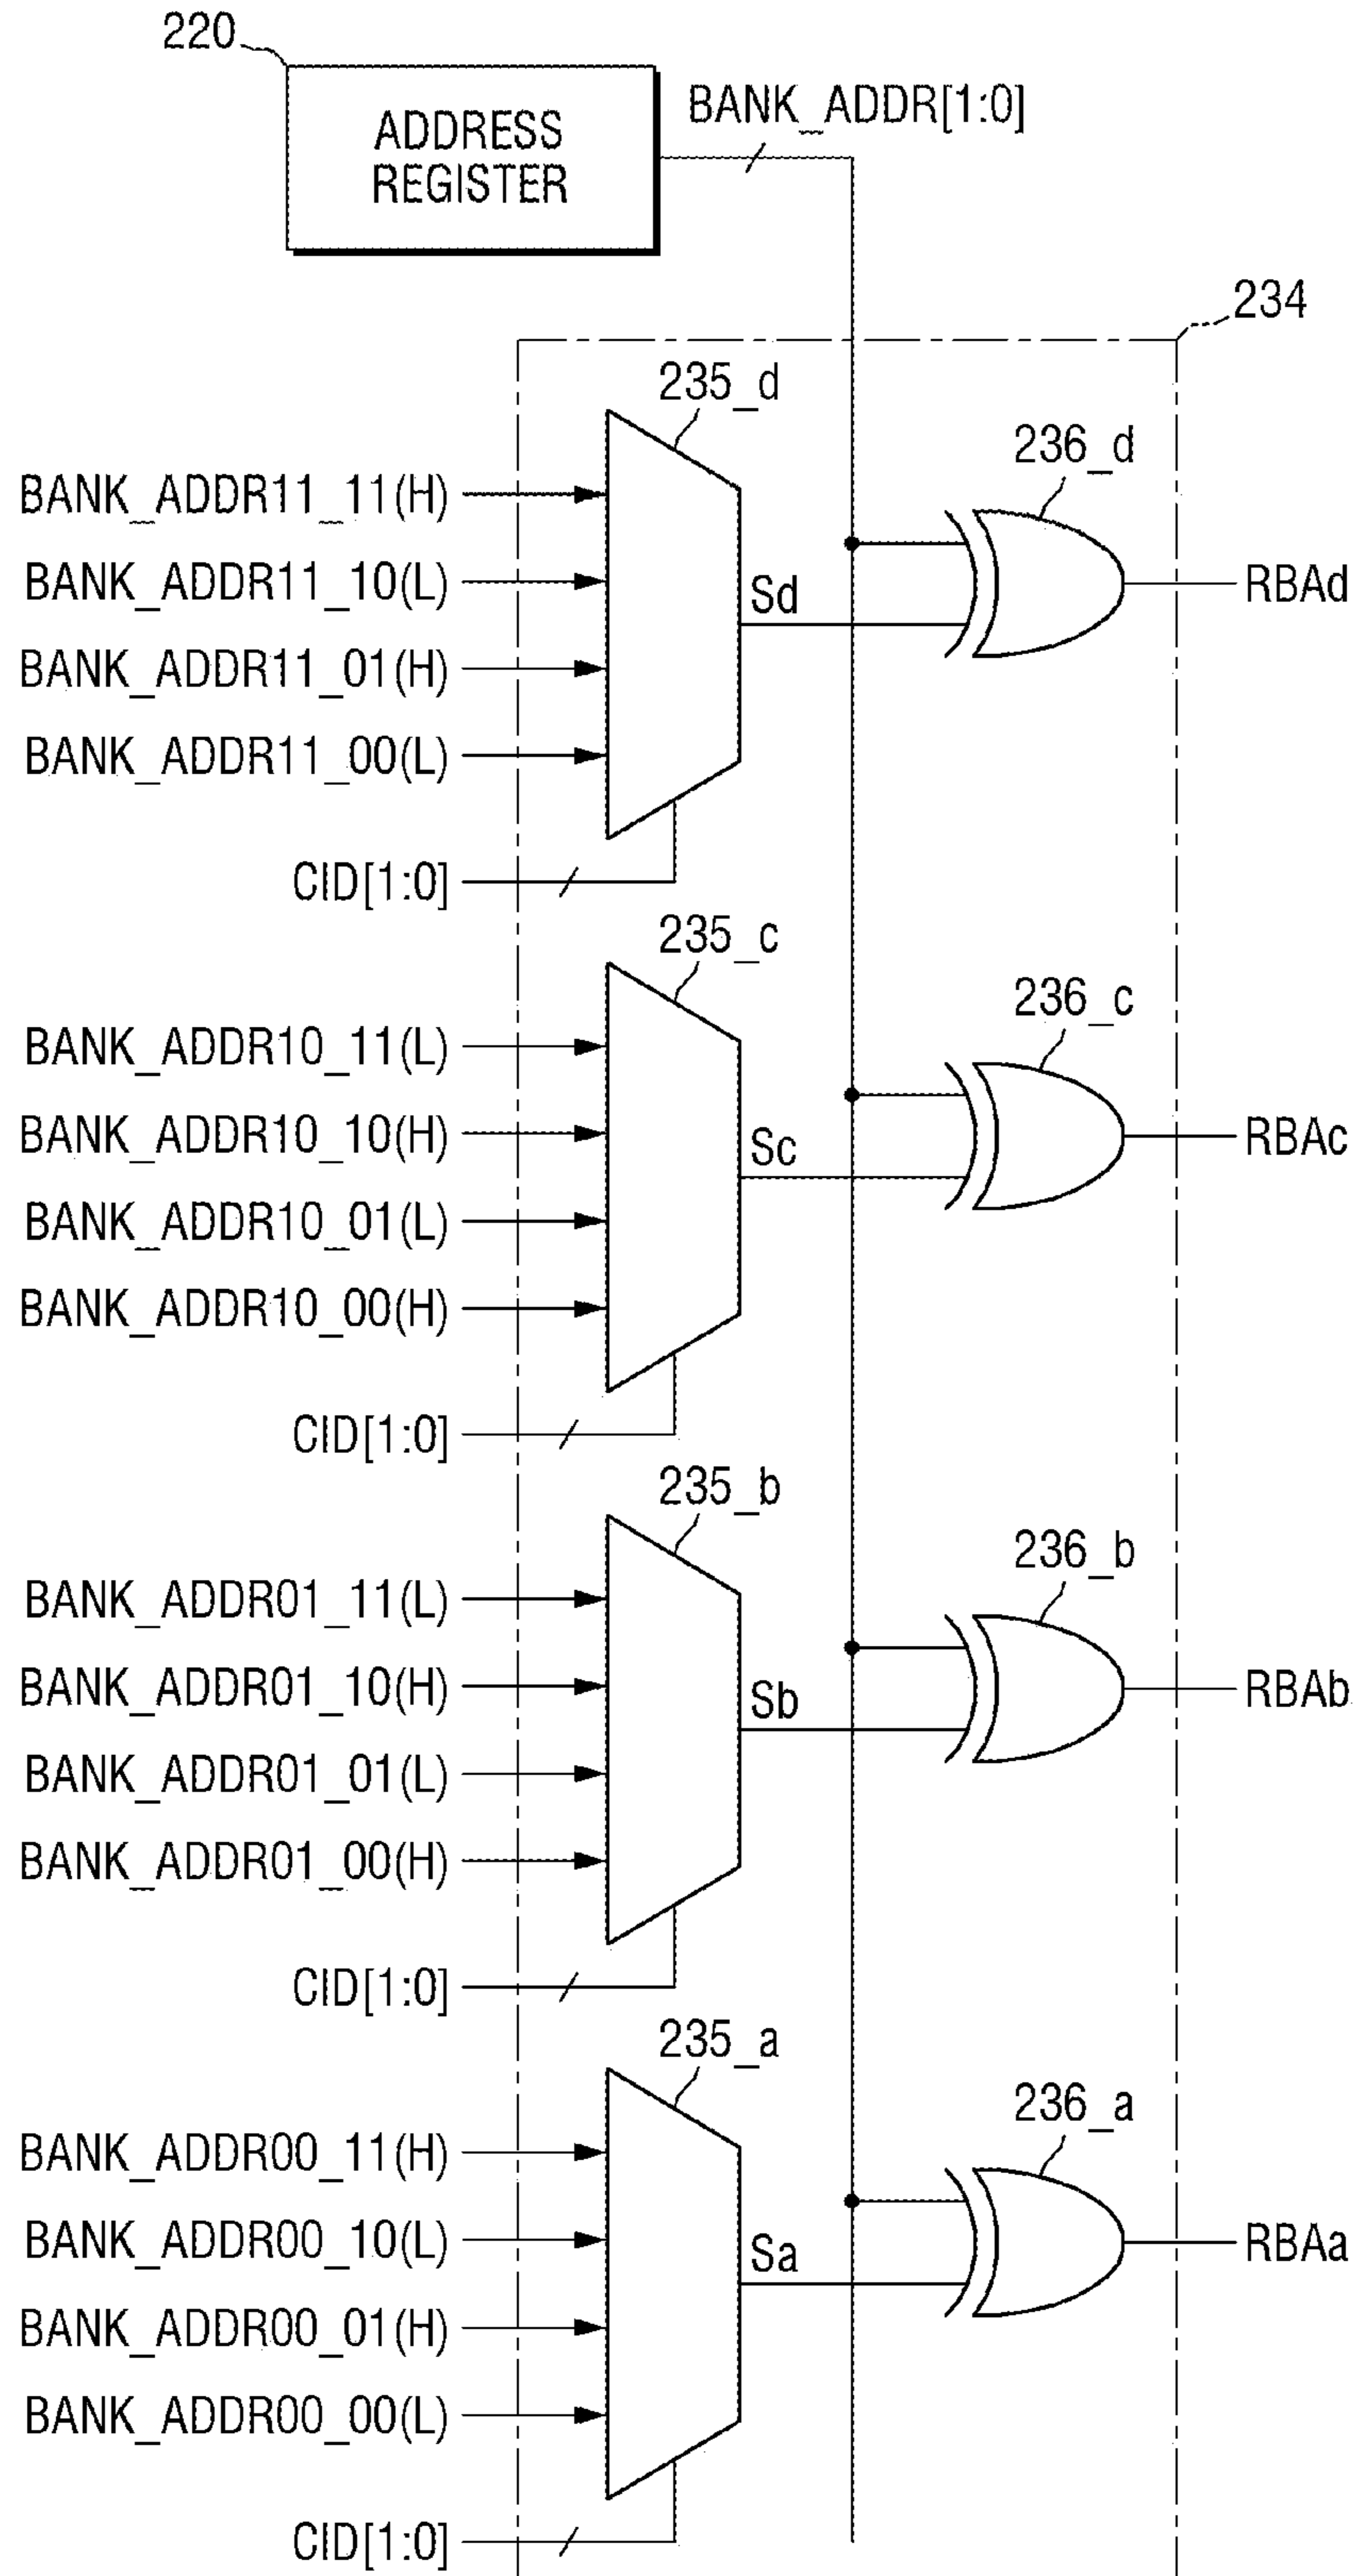 220
ADDRESS
REGISTER
BANK_ADDR[1:0]
234
235_d
236_d
BANK_ADDR11_11(H)
BANK_ADDR11_10(L)
BANK_ADDR11_01(H)
BANK_ADDR11_00(L)
Sd
RBAd
CID[1:0]
235_c
236_c
BANK_ADDR10_11(L)
BANK_ADDR10_10(H)
BANK_ADDR10_01(L)
BANK_ADDR10_00(H)
Sc
RBAc
CID[1:0]
235_b
236_b
BANK_ADDR01_11(L)
BANK_ADDR01_10(H)
BANK_ADDR01_01(L)
BANK_ADDR01_00(H)
Sb
RBAb
CID[1:0]
235_a
236_a
BANK_ADDR00_11(H)
BANK_ADDR00_10(L)
BANK_ADDR00_01(H)
BANK_ADDR00_00(L)
Sa
RBAa
CID[1:0]